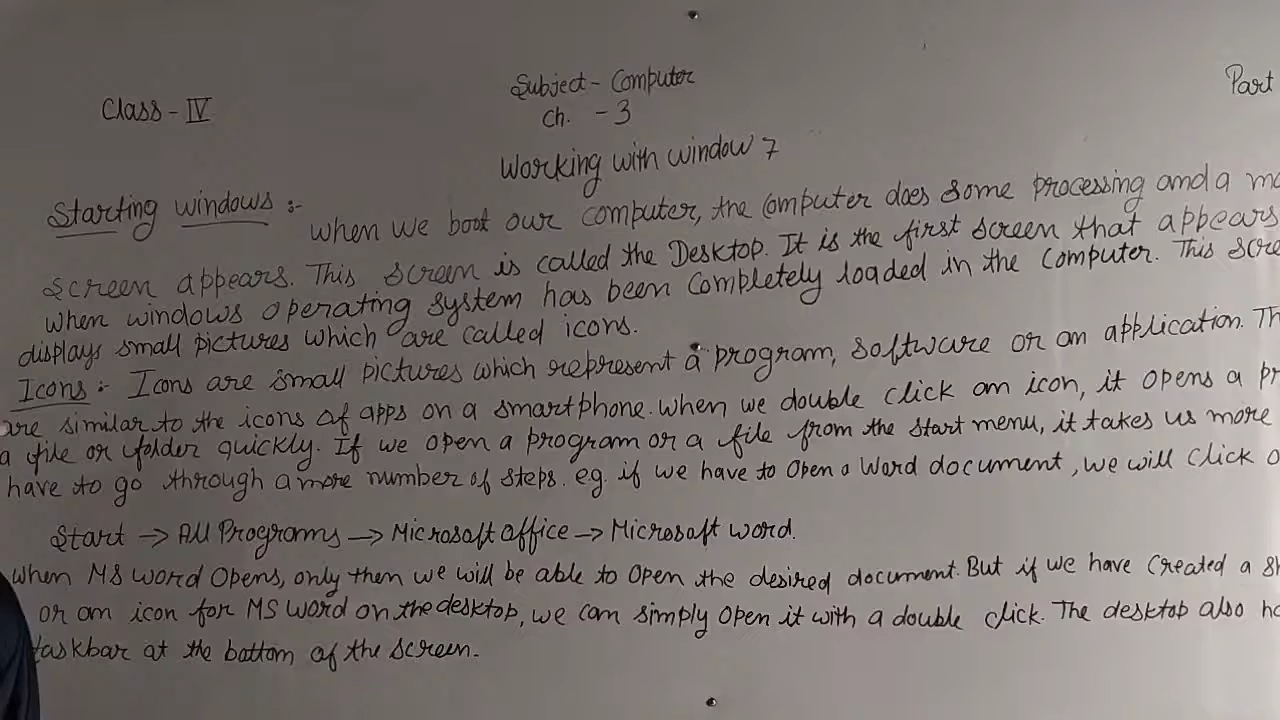 Class - IV
Subject - Computer
Ch. - 3
Part
Working with window 7
Starting windows :- when we boot our computer, the computer does some processing and a
screen appears. This screen is called the Desktop. It is the first screen that appears
when windows operating system has been completely loaded in the computer. This
displays small pictures which are called icons.
Icons :- Icons are small pictures which represent a program, software or an application.
are similar to the icons of apps on a smartphone. when we double click on icon, it opens a
a file or folder quickly. If we open a program or a file from the start menu, it takes us more
have to go through a more number of steps. e.g. if we have to open a word document, we will click
Start → All Programs → Microsoft office → Microsoft word.
When MS word Opens, only then we will be able to open the desired document. But if we have created a
or an icon for MS word on the desktop, we can simply open it with a double click. The desktop also
taskbar at the bottom of the screen.